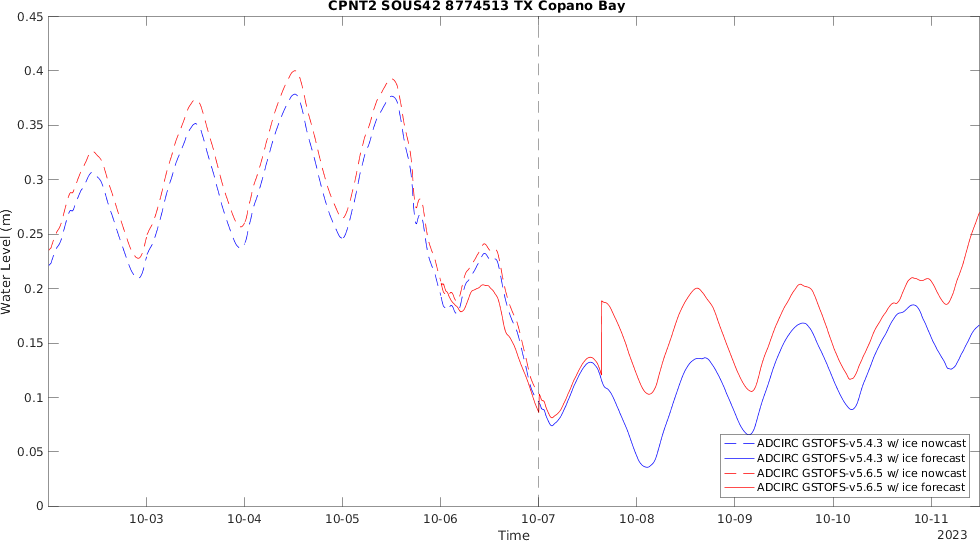 CPNT2 SOUS42 8774513 TX Copano Bay
0.45
0.4
0.35
0.3
0.25
0.2
0.15
0.1
0.05
0
Water Level (m)
ADCIRC GSTOFS-v5.4.3 w/ ice nowcast
ADCIRC GSTOFS-v5.4.3 w/ ice forecast
ADCIRC GSTOFS-v5.6.5 w/ ice nowcast
ADCIRC GSTOFS-v5.6.5 w/ ice forecast
10-03 10-04 10-05 10-06 10-07 10-08 10-09 10-10 10-11
Time
2023